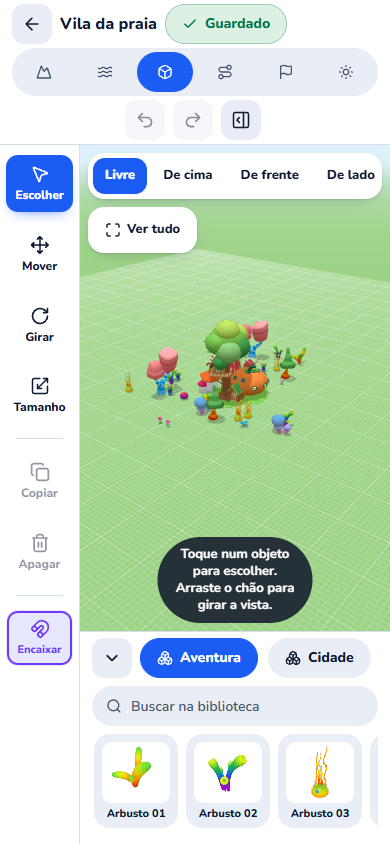 Vila da praia
Guardado
Escolher
Mover
Girar
Tamanho
Copiar
Apagar
Encaixar
Livre
De cima
De frente
De lado
Ver tudo
Toque num objeto
para escolher.
Arraste o chão para
girar a vista.
Aventura
Cidade
Buscar na biblioteca
Arbusto 01
Arbusto 02
Arbusto 03